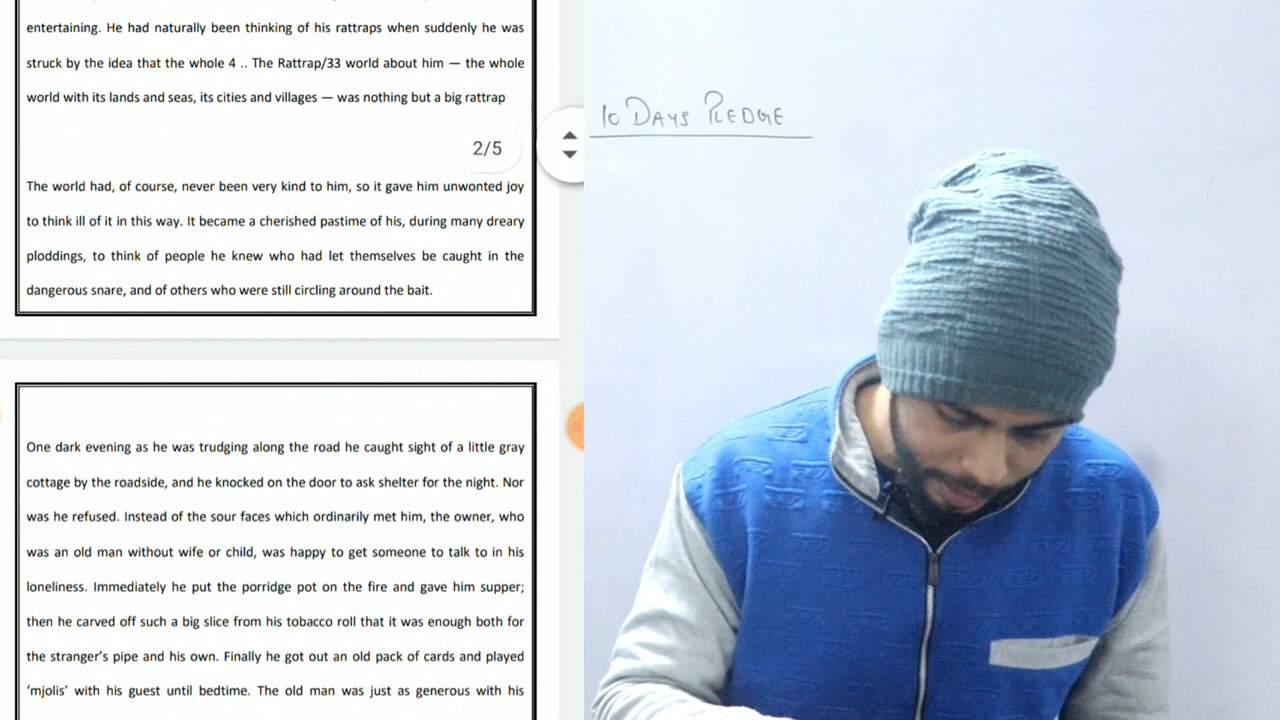 entertaining. He had naturally been thinking of his rattraps when suddenly he was
struck by the idea that the whole 4 .. The Rattrap/33 world about him — the whole
world with its lands and seas, its cities and villages — was nothing but a big rattrap
2/5
The world had, of course, never been very kind to him, so it gave him unwonted joy
to think ill of it in this way. It became a cherished pastime of his, during many dreary
ploddings, to think of people he knew who had let themselves be caught in the
dangerous snare, and of others who were still circling around the bait.
One dark evening as he was trudging along the road he caught sight of a little gray
cottage by the roadside, and he knocked on the door to ask shelter for the night. Nor
was he refused. Instead of the sour faces which ordinarily met him, the owner, who
was an old man without wife or child, was happy to get someone to talk to in his
loneliness. Immediately he put the porridge pot on the fire and gave him supper;
then he carved off such a big slice from his tobacco roll that it was enough both for
the stranger's pipe and his own. Finally he got out an old pack of cards and played
'mjolis' with his guest until bedtime. The old man was just as generous with his
10 DAYS PLEDGE